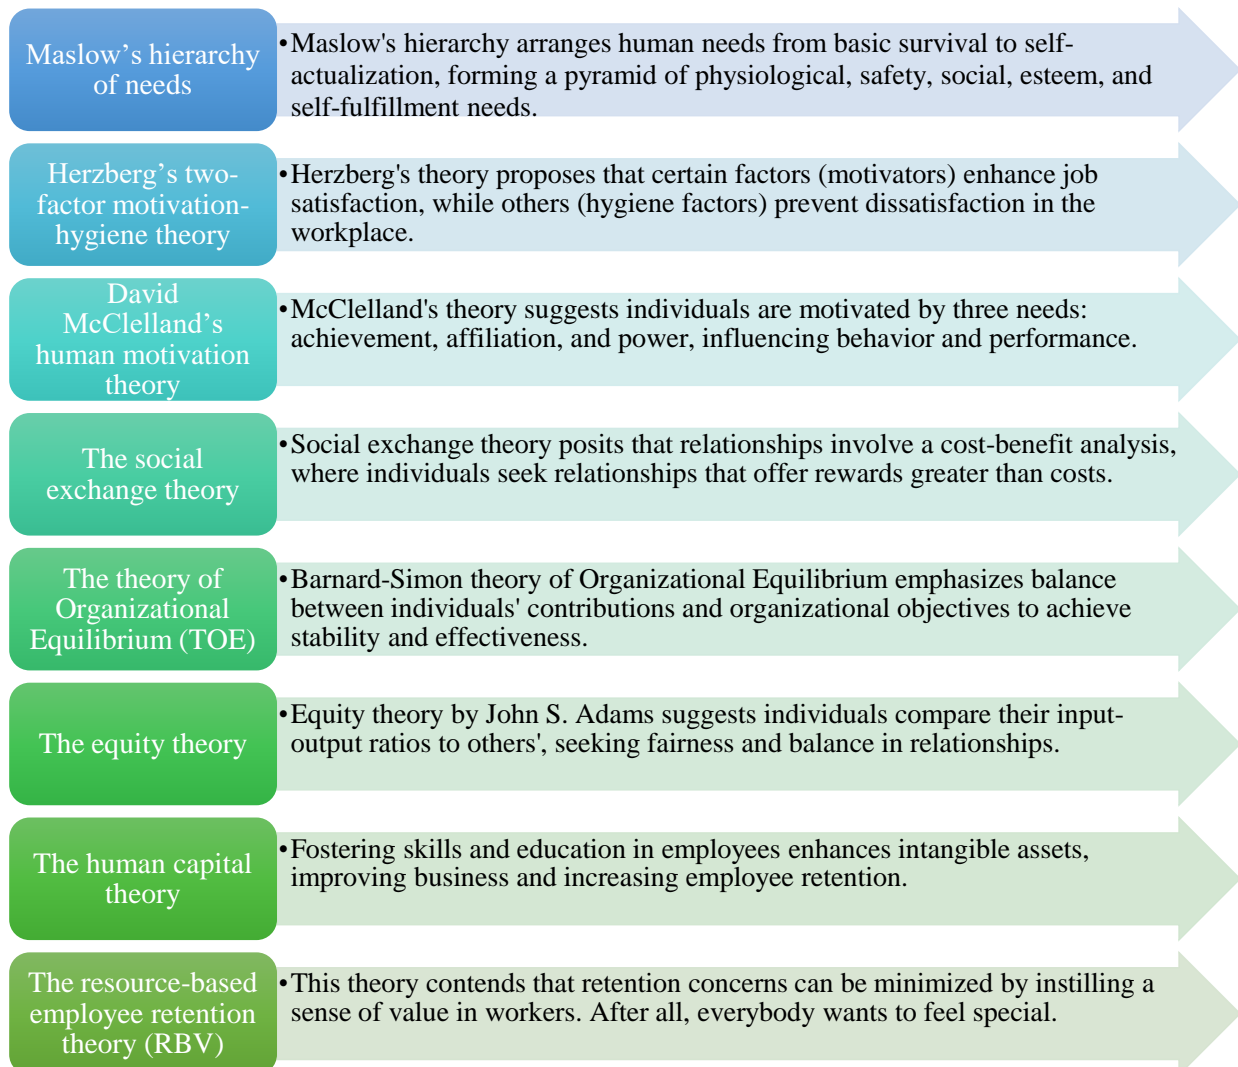 Maslow’s hierarchy
of needs
•Maslow's hierarchy arranges human needs from basic survival to self-
actualization, forming a pyramid of physiological, safety, social, esteem, and
self-fulfillment needs.
Herzberg’s two-
factor motivation-
hygiene theory
•Herzberg's theory proposes that certain factors (motivators) enhance job
satisfaction, while others (hygiene factors) prevent dissatisfaction in the
workplace.
David
McClelland’s
human motivation
theory
•McClelland's theory suggests individuals are motivated by three needs:
achievement, affiliation, and power, influencing behavior and performance.
The social
exchange theory
•Social exchange theory posits that relationships involve a cost-benefit analysis,
where individuals seek relationships that offer rewards greater than costs.
The theory of
Organizational
Equilibrium (TOE)
•Barnard-Simon theory of Organizational Equilibrium emphasizes balance
between individuals' contributions and organizational objectives to achieve
stability and effectiveness.
The equity theory
•Equity theory by John S. Adams suggests individuals compare their input-
output ratios to others', seeking fairness and balance in relationships.
The human capital
theory
•Fostering skills and education in employees enhances intangible assets,
improving business and increasing employee retention.
The resource-based
employee retention
theory (RBV)
•This theory contends that retention concerns can be minimized by instilling a
sense of value in workers. After all, everybody wants to feel special.